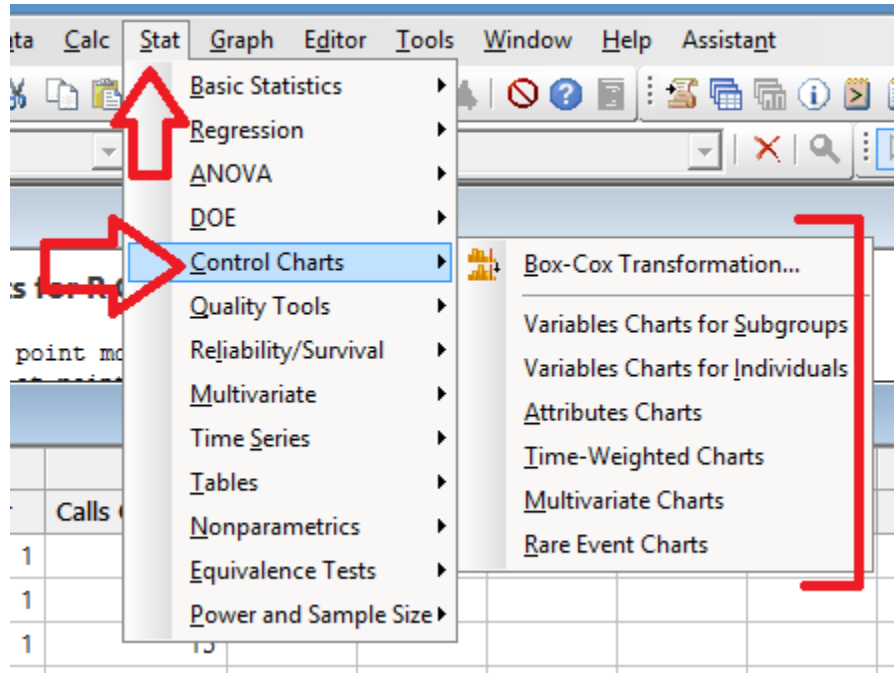 Calc Stat Graph Editor Tools Window Help Assistant
Basic Statistics
Regression
ANOVA
DOE
Control Charts
Quality Tools
Reliability/Survival
Multivariate
Time Series
Tables
Nonparametrics
Equivalence Tests
Power and Sample Size
Box-Cox Transformation...
Variables Charts for Subgroups
Variables Charts for Individuals
Attributes Charts
Time-Weighted Charts
Multivariate Charts
Rare Event Charts
for R
point
point
Calls
1
1
1